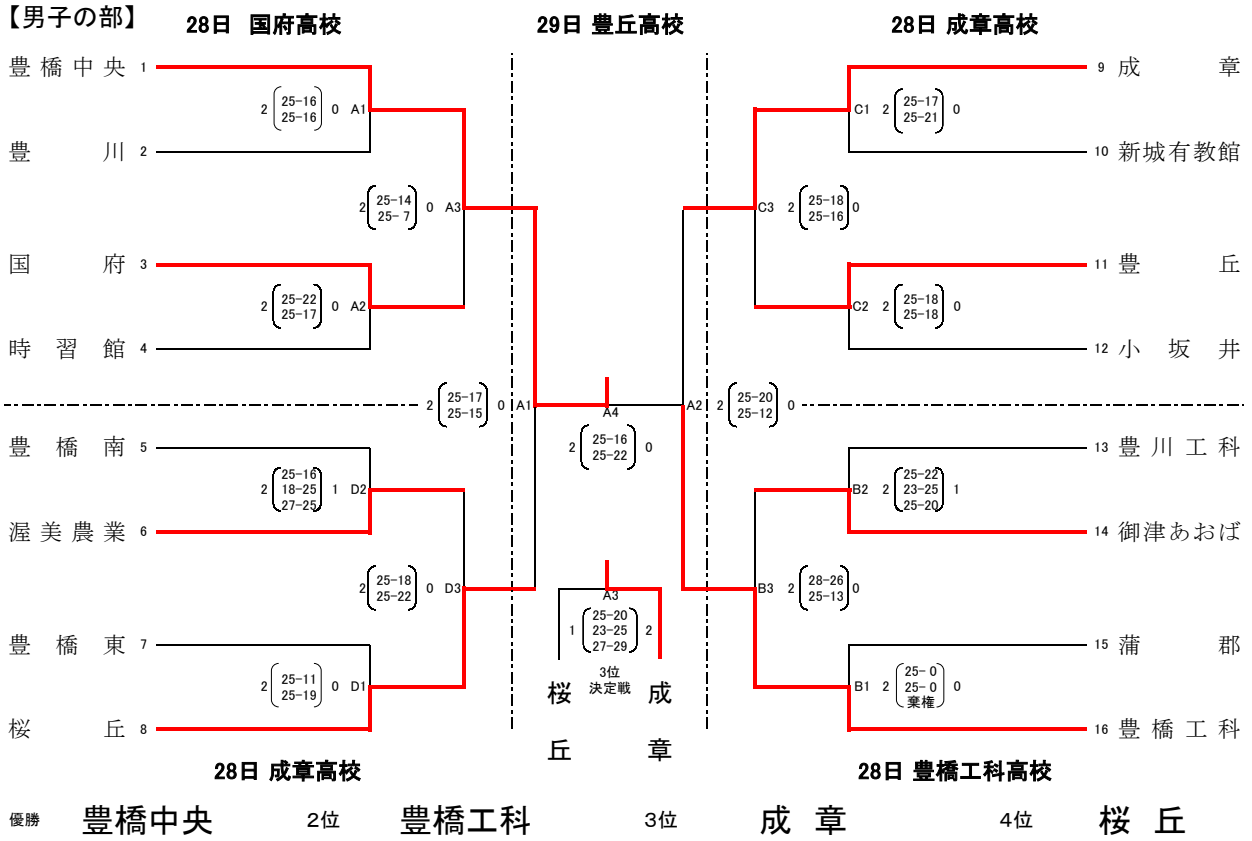 【男子の部】
28日 国府高校
29日 豊丘高校
28日 成章高校
豊橋中央 1
25-16
2 0 A1
25-16
豊川 2
25-14
2 0 A3
25- 7
国府 3
25-22
2 0 A2
25-17
時習館 4
9 成章
25-17
C1 2 0
25-21
10 新城有教館
25-18
C3 2 0
25-16
11 豊丘
25-18
C2 2 0
25-18
12 小坂井
25-17
2 0 A1
25-15
A4
25-16
2 0
25-22
25-20
A2 2 0
25-12
豊橋南 5
25-16
2 18-25 1 D2
27-25
渥美農業 6
25-18
2 0 D3
25-22
豊橋東 7
25-11
2 0 D1
25-19
桜丘 8
A3
25-20
1 23-25 2
27-29
3位
決定戦
桜丘
成章
13 豊川工科
25-22
B2 2 23-25 1
25-20
14 御津あおば
28-26
B3 2 0
25-13
15 蒲郡
25- 0
B1 2 25- 0 0
棄権
16 豊橋工科
28日 成章高校
28日 豊橋工科高校
優勝 豊橋中央 2位 豊橋工科 3位 成章 4位 桜丘